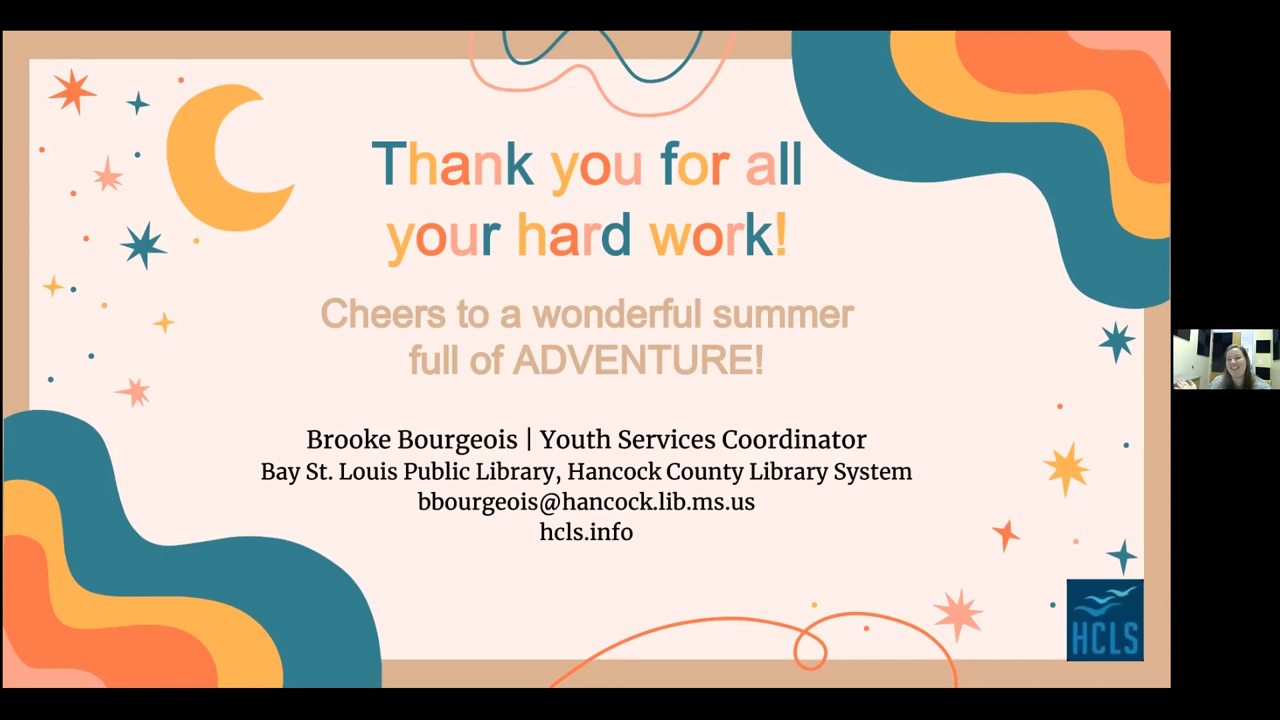 Thank you for all
your hard work!
Cheers to a wonderful summer
full of ADVENTURE!
Brooke Bourgeois | Youth Services Coordinator
Bay St. Louis Public Library, Hancock County Library System
bbourgeois@hancock.lib.ms.us
hcls.info
HCLS